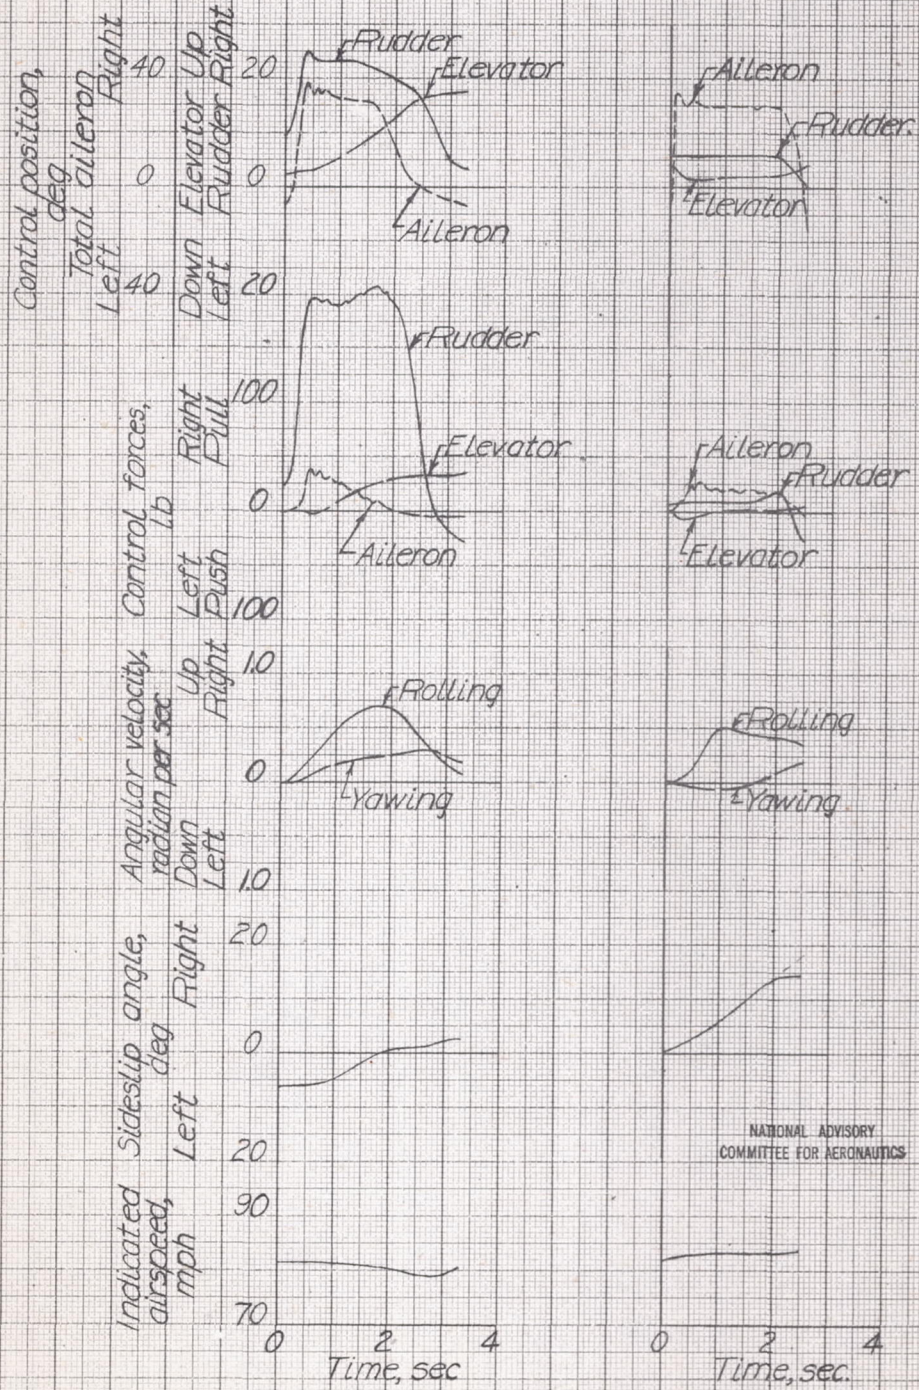 Control position,
deg
Total aileron
Left Right
40
0
40
Elevator Up
Rudder Right
Down
Left
20
0
20
Rudder
Elevator
Aileron
Aileron
Rudder.
Elevator
Control forces,
lb
Right
Pull
Left
Push
100
0
100
Rudder
Elevator
Aileron
Aileron
Rudder
Elevator
Angular velocity,
radian per sec
Up
Right
Down
Left
1.0
0
1.0
Rolling
Yawing
Rolling
Yawing
Sideslip angle,
deg
Left Right
20
0
20
NATIONAL ADVISORY
COMMITTEE FOR AERONAUTICS
Indicated
airspeed,
mph
90
70
0 2 4
Time, sec
0 2 4
Time, sec.